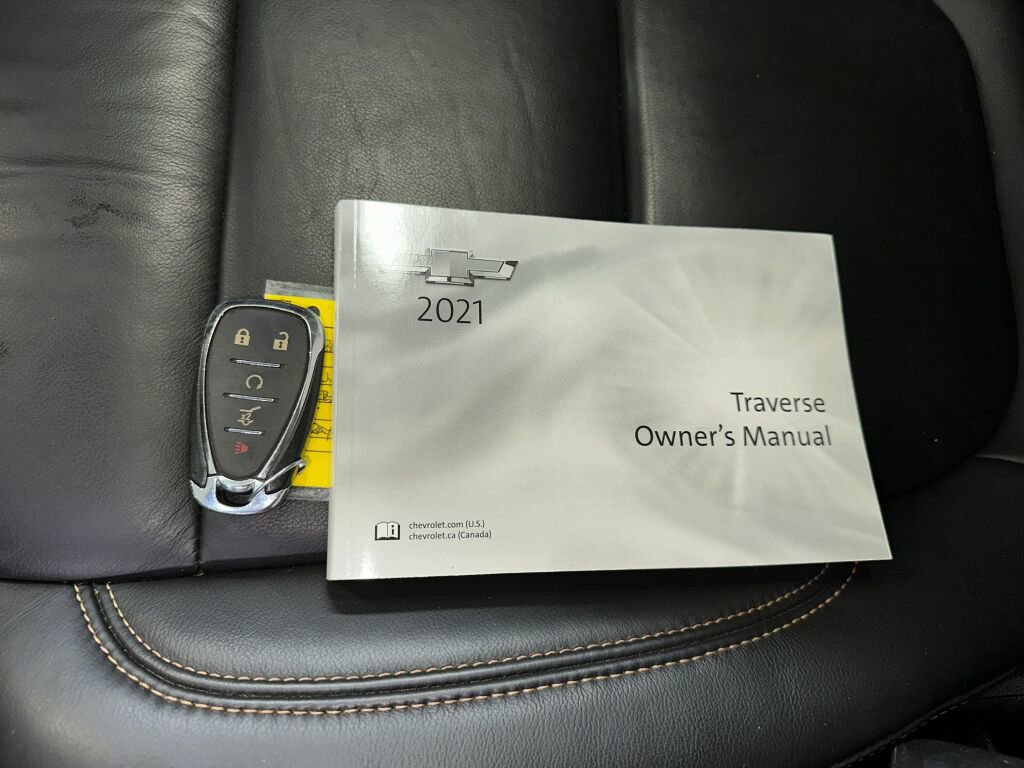 2021
Traverse
Owner's Manual
chevrolet.com (U.S.)
chevrolet.ca (Canada)